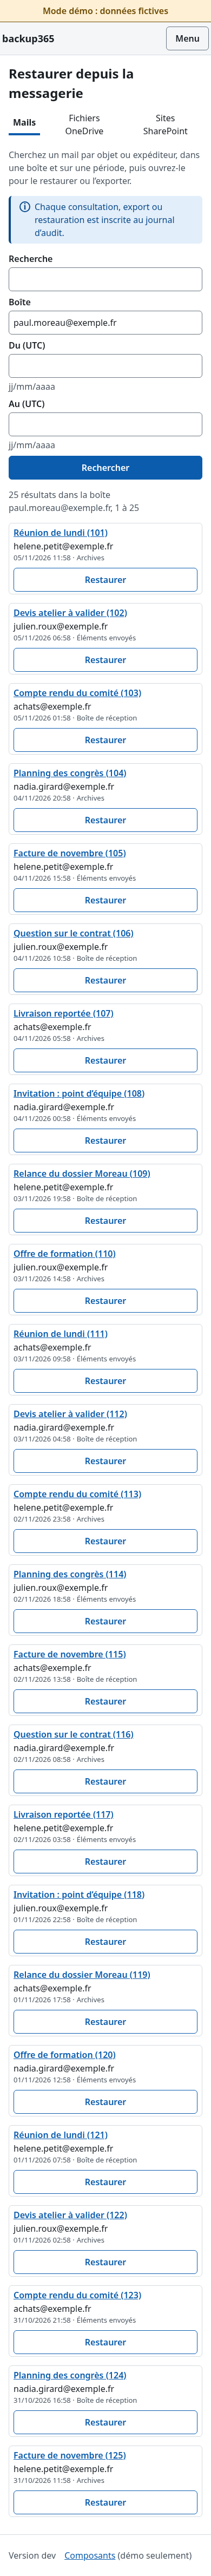 Mode démo : données fictives
backup365
Menu
Restaurer depuis la
messagerie
Mails
Fichiers
OneDrive
Sites
SharePoint
Cherchez un mail par objet ou expéditeur, dans
une boîte et sur une période, puis ouvrez-le
pour le restaurer ou l’exporter.
Chaque consultation, export ou
restauration est inscrite au journal
d’audit.
Recherche
Boîte
paul.moreau@exemple.fr
Du (UTC)
jj/mm/aaaa
Au (UTC)
jj/mm/aaaa
Rechercher
25 résultats dans la boîte
paul.moreau@exemple.fr, 1 à 25
Réunion de lundi (101)
helene.petit@exemple.fr
05/11/2026 11:58 · Archives
Restaurer
Devis atelier à valider (102)
julien.roux@exemple.fr
05/11/2026 06:58 · Éléments envoyés
Restaurer
Compte rendu du comité (103)
achats@exemple.fr
05/11/2026 01:58 · Boîte de réception
Restaurer
Planning des congrès (104)
nadia.girard@exemple.fr
04/11/2026 20:58 · Archives
Restaurer
Facture de novembre (105)
helene.petit@exemple.fr
04/11/2026 15:58 · Éléments envoyés
Restaurer
Question sur le contrat (106)
julien.roux@exemple.fr
04/11/2026 10:58 · Boîte de réception
Restaurer
Livraison reportée (107)
achats@exemple.fr
04/11/2026 05:58 · Archives
Restaurer
Invitation : point d’équipe (108)
nadia.girard@exemple.fr
04/11/2026 00:58 · Éléments envoyés
Restaurer
Relance du dossier Moreau (109)
helene.petit@exemple.fr
03/11/2026 19:58 · Boîte de réception
Restaurer
Offre de formation (110)
julien.roux@exemple.fr
03/11/2026 14:58 · Archives
Restaurer
Réunion de lundi (111)
achats@exemple.fr
03/11/2026 09:58 · Éléments envoyés
Restaurer
Devis atelier à valider (112)
nadia.girard@exemple.fr
03/11/2026 04:58 · Boîte de réception
Restaurer
Compte rendu du comité (113)
helene.petit@exemple.fr
02/11/2026 23:58 · Archives
Restaurer
Planning des congrès (114)
julien.roux@exemple.fr
02/11/2026 18:58 · Éléments envoyés
Restaurer
Facture de novembre (115)
achats@exemple.fr
02/11/2026 13:58 · Boîte de réception
Restaurer
Question sur le contrat (116)
nadia.girard@exemple.fr
02/11/2026 08:58 · Archives
Restaurer
Livraison reportée (117)
helene.petit@exemple.fr
02/11/2026 03:58 · Éléments envoyés
Restaurer
Invitation : point d’équipe (118)
julien.roux@exemple.fr
01/11/2026 22:58 · Boîte de réception
Restaurer
Relance du dossier Moreau (119)
achats@exemple.fr
01/11/2026 17:58 · Archives
Restaurer
Offre de formation (120)
nadia.girard@exemple.fr
01/11/2026 12:58 · Éléments envoyés
Restaurer
Réunion de lundi (121)
helene.petit@exemple.fr
01/11/2026 07:58 · Boîte de réception
Restaurer
Devis atelier à valider (122)
julien.roux@exemple.fr
01/11/2026 02:58 · Archives
Restaurer
Compte rendu du comité (123)
achats@exemple.fr
31/10/2026 21:58 · Éléments envoyés
Restaurer
Planning des congrès (124)
nadia.girard@exemple.fr
31/10/2026 16:58 · Boîte de réception
Restaurer
Facture de novembre (125)
helene.petit@exemple.fr
31/10/2026 11:58 · Archives
Restaurer
Version dev Composants (démo seulement)